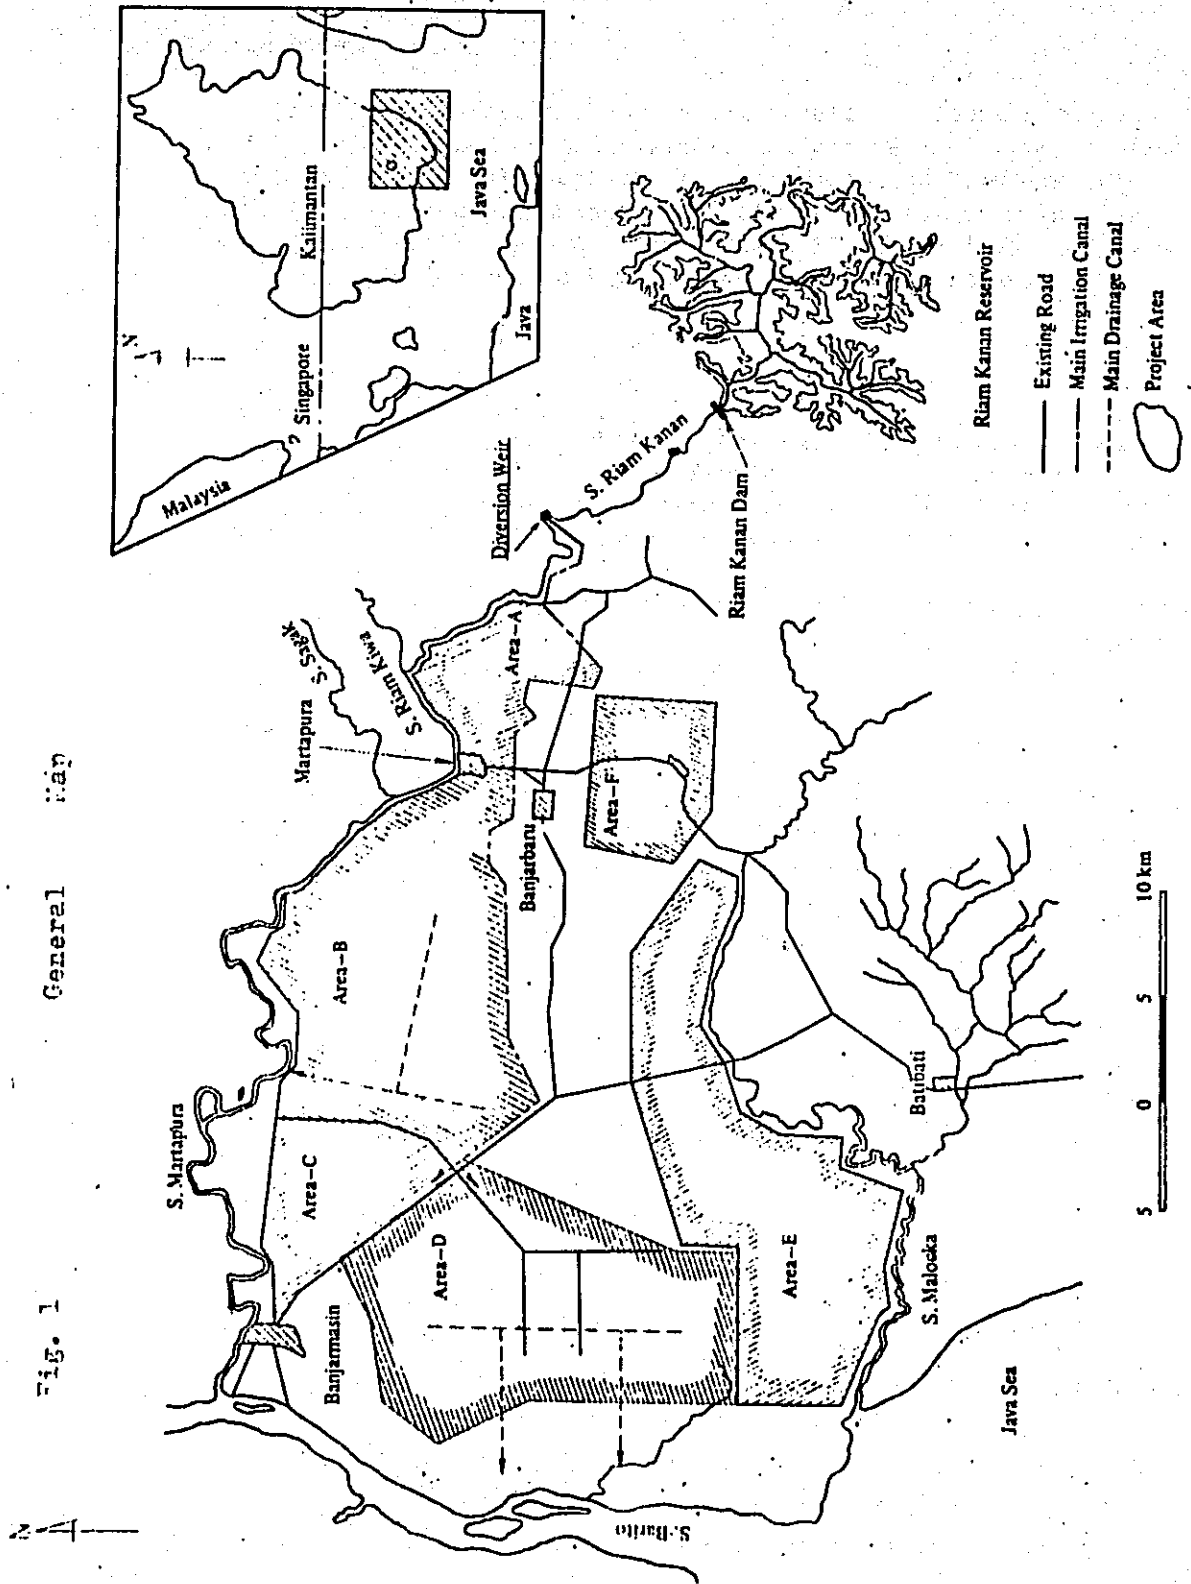 Fig. 1 General Map
N
N
Malaysia
Singapore
Kalimantan
Java Sea
Java
S. Martapura
Martapura
S. Riam Kiwa
Diversion Weir
S. Riam Kanan
Riam Kanan Dam
Riam Kanan Reservoir
Banjarmasin
Banjarbaru
Area-A
Area-B
Area-C
Area-D
Area-E
Area-F
S. Barito
S. Malocka
Java Sea
Batibati
Existing Road
Main Irrigation Canal
Main Drainage Canal
Project Area
5 0 5 10 km